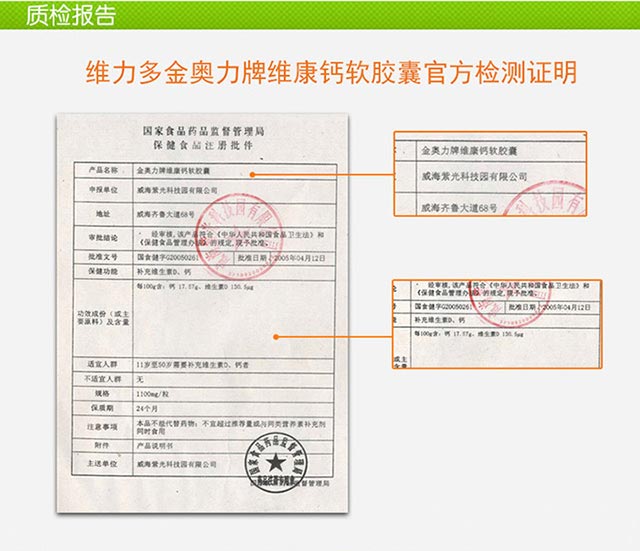 质检报告
维力多金奥力牌维康钙软胶囊官方检测证明
国家食品药品监督管理局
保健食品注册批件
产品名称 金奥力牌维康钙软胶囊
申报单位 威海紫光科技园有限公司
地址 威海齐鲁大道68号
审批结论 经审核,该产品符合《中华人民共和国食品卫生法》和
《保健食品管理办法》的规定,现予批准。
批准文号 国食健字G20050261 批准日期 2005年04月12日
保健功能 补充维生素D、钙
功效成份(或主
要原料)及含量
每100g含:钙 17.57g、维生素D 130.5μg
适宜人群 11岁至50岁需要补充维生素D、钙者
不适宜人群 无
规格 1100mg/粒
保质期 24个月
注意事项 本品不能代替药物;不宜超过推荐量或与同类营养素补充剂
同时食用
附件 产品说明书
主送单位 威海紫光科技园有限公司
国家食品药品监督管理局
金奥力牌维康钙软胶囊
威海紫光科技园有限公司
威海齐鲁大道68号
科技园有限
经审核,该产品符合《中华人民共和国食品卫生法》和
《保健食品管理办法》的规定,现予批准。
国食健字G20050261 批准日期 2005年04月12日
补充维生素D、钙
每100g含:钙 17.57g、维生素D 130.5μg
或主
含量